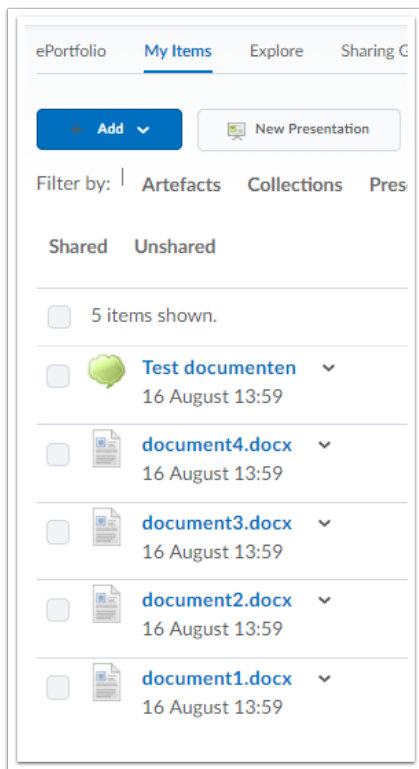 ePortfolio My Items Explore Sharing G
Add New Presentation
Filter by: Artefacts Collections Pres
Shared Unshared
5 items shown.
Test documenten
16 August 13:59
document4.docx
16 August 13:59
document3.docx
16 August 13:59
document2.docx
16 August 13:59
document1.docx
16 August 13:59